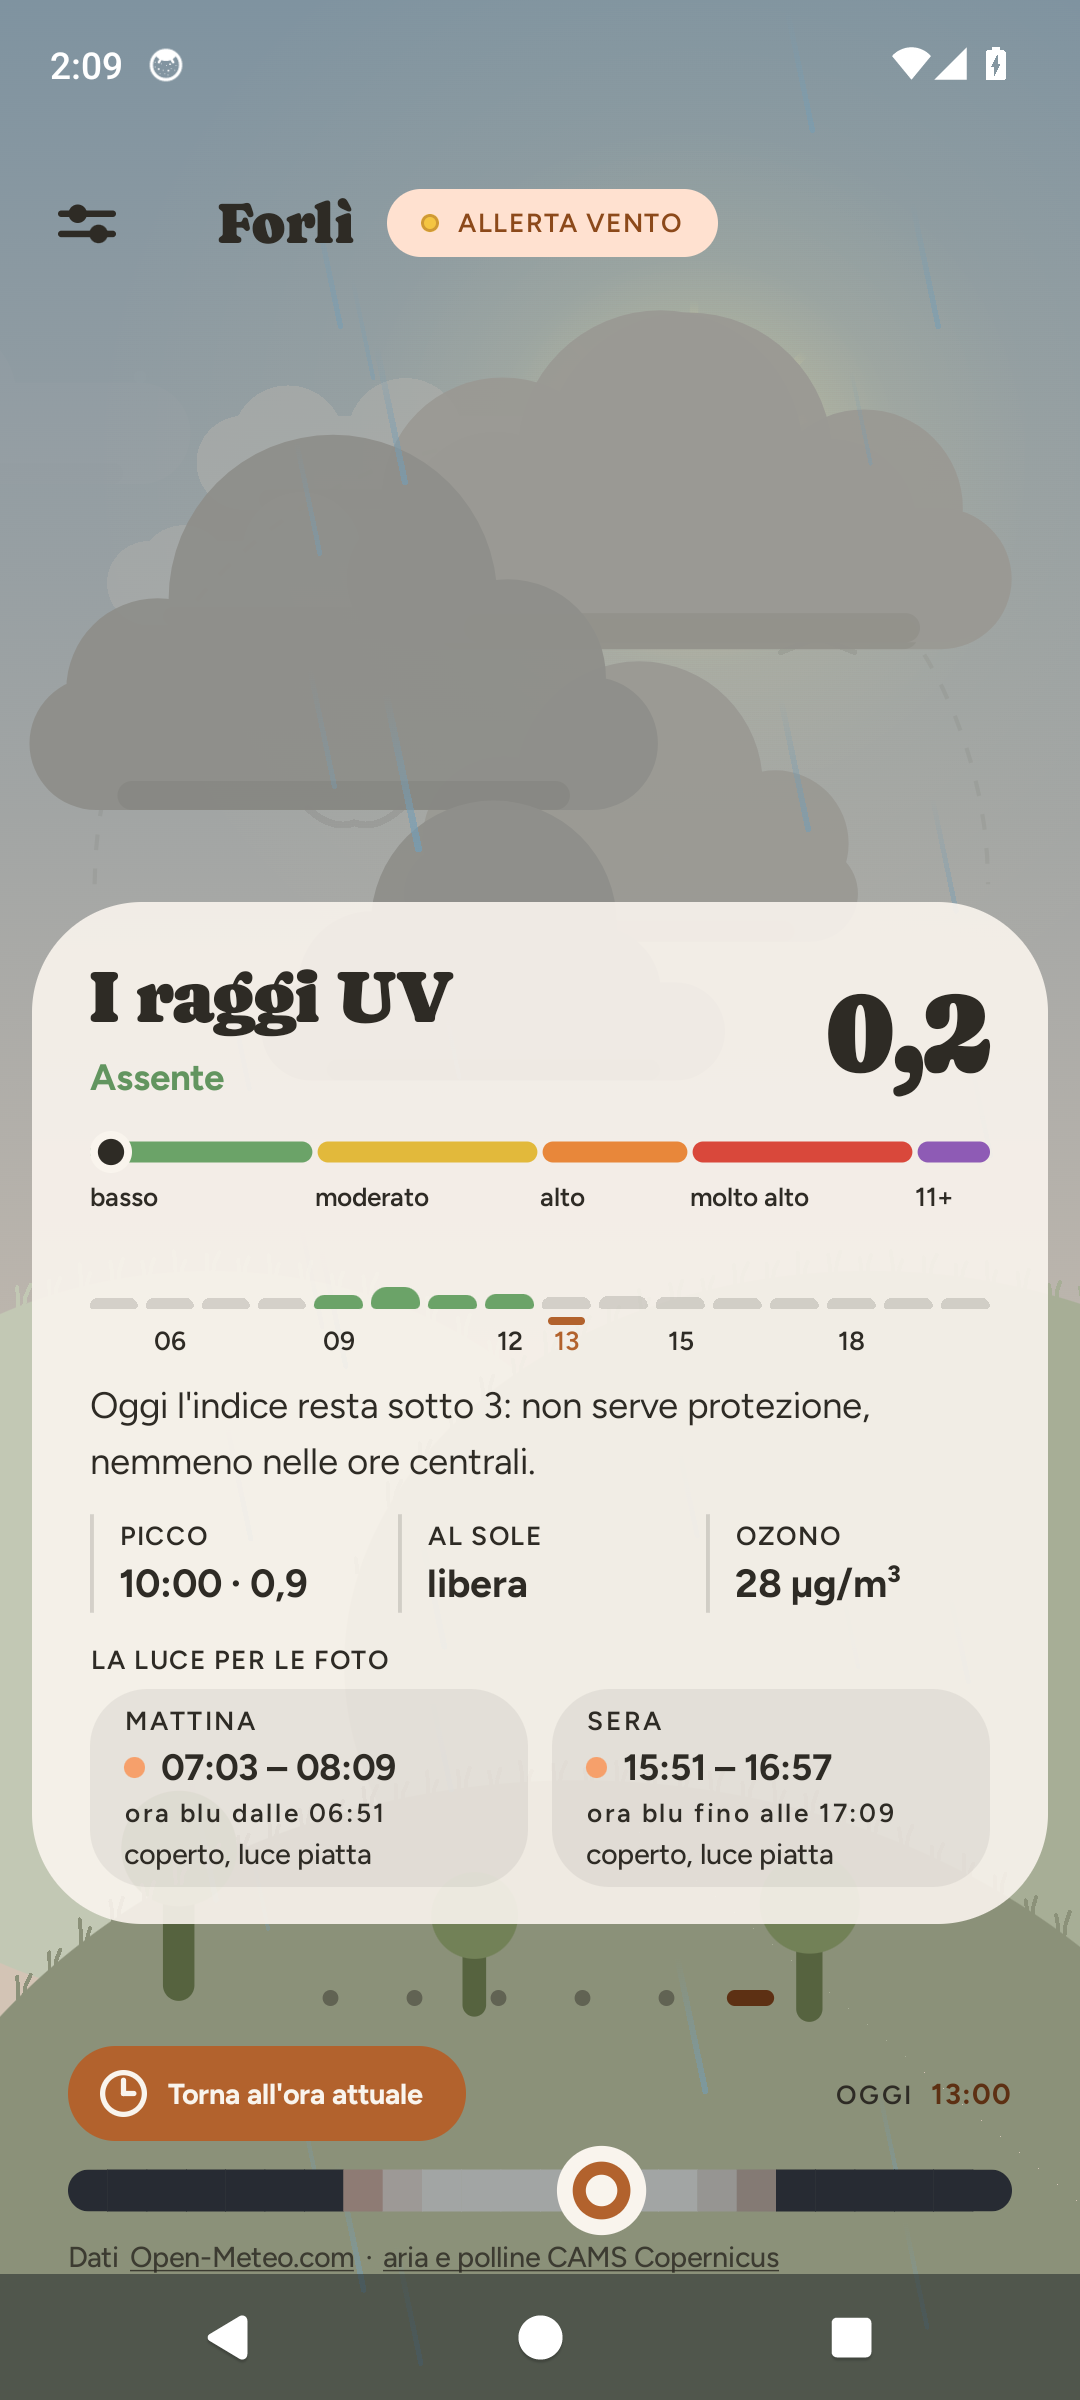 2:09
Forlì
ALLERTA VENTO
I raggi UV
0,2
Assente
basso moderato alto molto alto 11+
06 09 12 13 15 18
Oggi l'indice resta sotto 3: non serve protezione,
nemmeno nelle ore centrali.
PICCO AL SOLE OZONO
10:00 · 0,9 libera 28 µg/m³
LA LUCE PER LE FOTO
MATTINA
07:03 – 08:09
ora blu dalle 06:51
coperto, luce piatta
SERA
15:51 – 16:57
ora blu fino alle 17:09
coperto, luce piatta
Torna all'ora attuale
OGGI 13:00
Dati Open-Meteo.com · aria e polline CAMS Copernicus